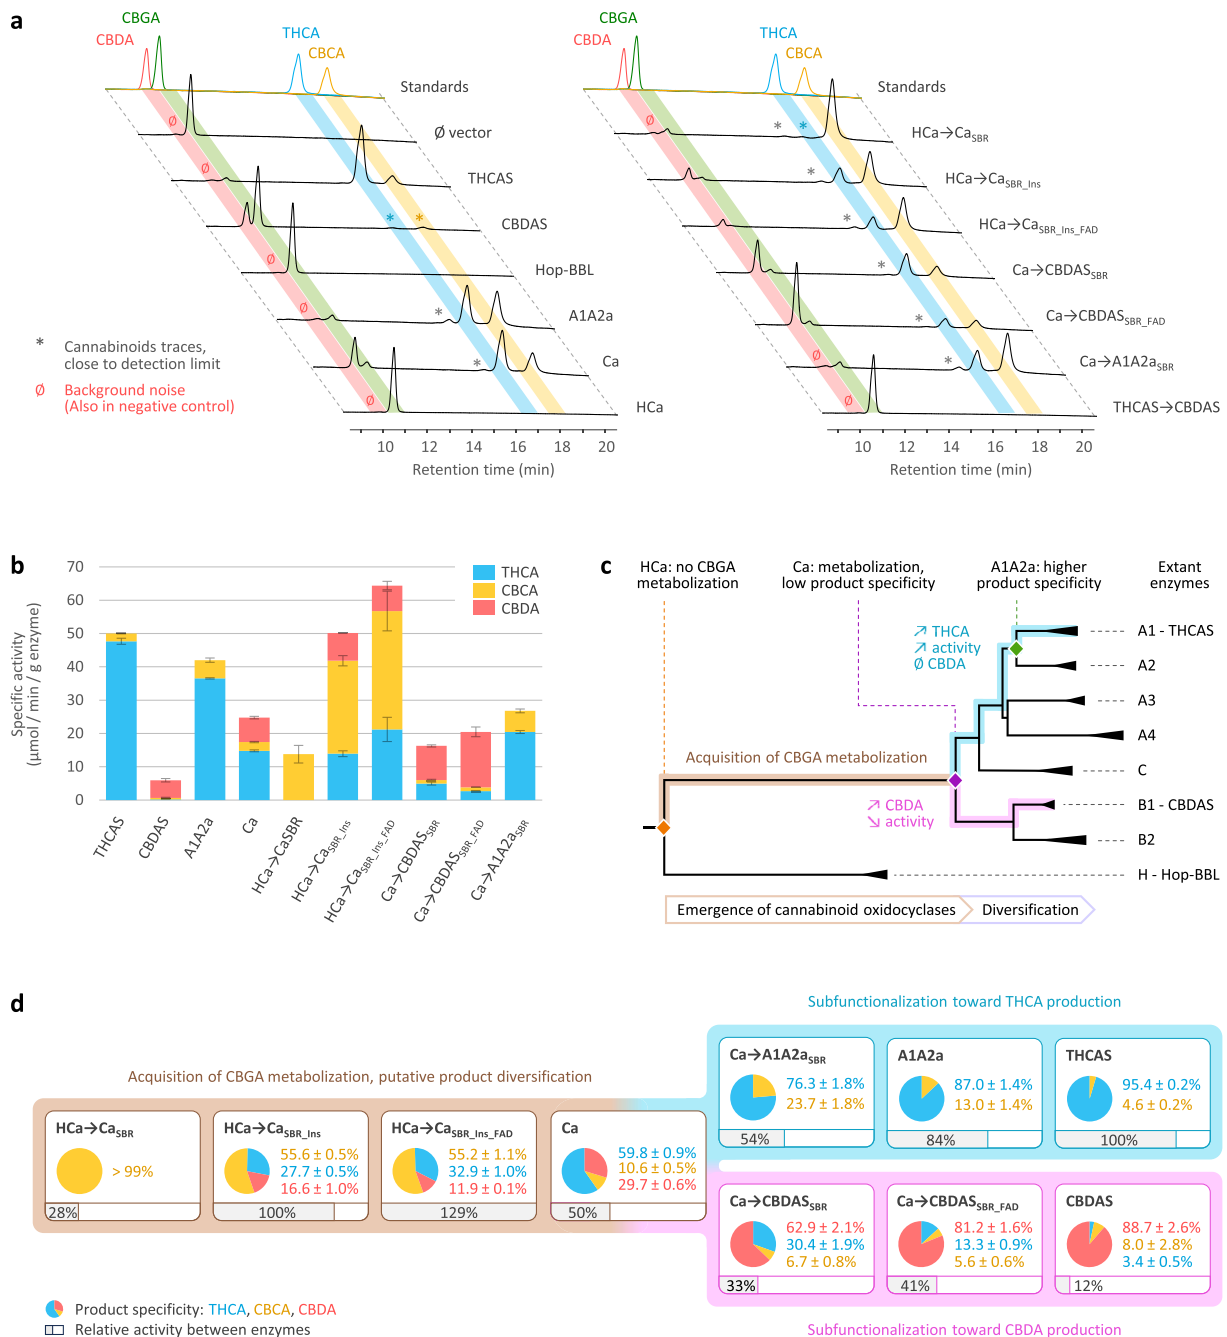 a
CBGA
CBDA
THCA
CBCA
Standards
Ø vector
THCAS
CBDAS
Hop-BBL
A1A2a
Ca
HCa
Ø
Ø
Ø
Ø
Ø
* * * *
* Cannabinoids traces,
close to detection limit
Ø Background noise
(Also in negative control)
10 12 14 16 18 20
Retention time (min)
CBGA
CBDA
THCA
CBCA
Standards
HCa→CaSBR
HCa→CaSBR_Ins
HCa→CaSBR_Ins_FAD
Ca→CBDASSBR
Ca→CBDASSBR_FAD
Ca→A1A2aSBR
THCAS→CBDAS
Ø
Ø
Ø
* * * * * * *
10 12 14 16 18 20
Retention time (min)
b
Specific activity
(µmol / min / g enzyme)
70
60
50
40
30
20
10
0
THCA
CBCA
CBDA
THCAS
CBDAS
A1A2a
Ca
HCa→CaSBR
HCa→CaSBR_Ins
HCa→CaSBR_Ins_FAD
Ca→CBDASSBR
Ca→CBDASSBR_FAD
Ca→A1A2aSBR
c
HCa: no CBGA
metabolization
Ca: metabolization,
low product specificity
A1A2a: higher
product specificity
Extant
enzymes
↗ THCA
↗ activity
Ø CBDA
Acquisition of CBGA metabolization
↗ CBDA
↘ activity
A1 - THCAS
A2
A3
A4
C
B1 - CBDAS
B2
H - Hop-BBL
Emergence of cannabinoid oxidocyclases
Diversification
d
Subfunctionalization toward THCA production
Acquisition of CBGA metabolization, putative product diversification
Ca→A1A2aSBR
76.3 ± 1.8%
23.7 ± 1.8%
54%
A1A2a
87.0 ± 1.4%
13.0 ± 1.4%
84%
THCAS
95.4 ± 0.2%
4.6 ± 0.2%
100%
HCa→CaSBR
> 99%
28%
HCa→CaSBR_Ins
55.6 ± 0.5%
27.7 ± 0.5%
16.6 ± 1.0%
100%
HCa→CaSBR_Ins_FAD
55.2 ± 1.1%
32.9 ± 1.0%
11.9 ± 0.1%
129%
Ca
59.8 ± 0.9%
10.6 ± 0.5%
29.7 ± 0.6%
50%
Ca→CBDASSBR
62.9 ± 2.1%
30.4 ± 1.9%
6.7 ± 0.8%
33%
Ca→CBDASSBR_FAD
81.2 ± 1.6%
13.3 ± 0.9%
5.6 ± 0.6%
41%
CBDAS
88.7 ± 2.6%
8.0 ± 2.8%
3.4 ± 0.5%
12%
Product specificity: THCA, CBCA, CBDA
Relative activity between enzymes
Subfunctionalization toward CBDA production